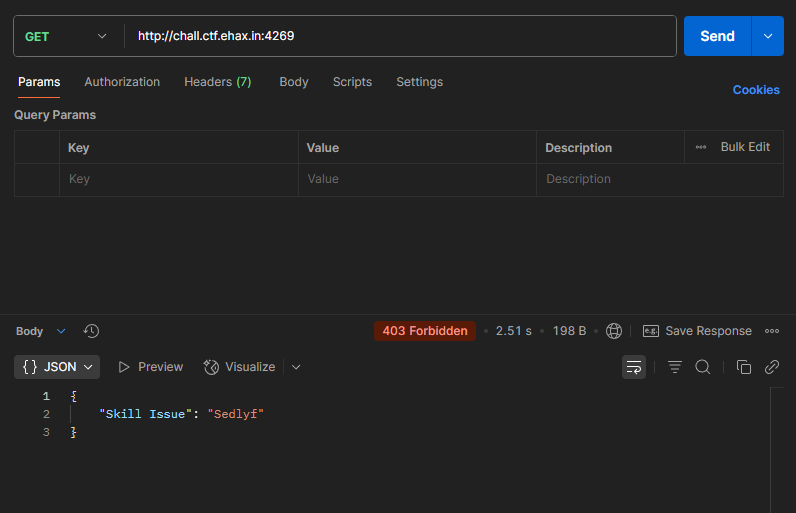 GET http://chall.ctf.ehax.in:4269 Send
Params Authorization Headers (7) Body Scripts Settings Cookies
Query Params
Key Value Description Bulk Edit
Key Value Description
Body 403 Forbidden 2.51 s 198 B e.g. Save Response
{} JSON Preview Visualize
1 {
2 "Skill Issue": "Sedlyf"
3 }